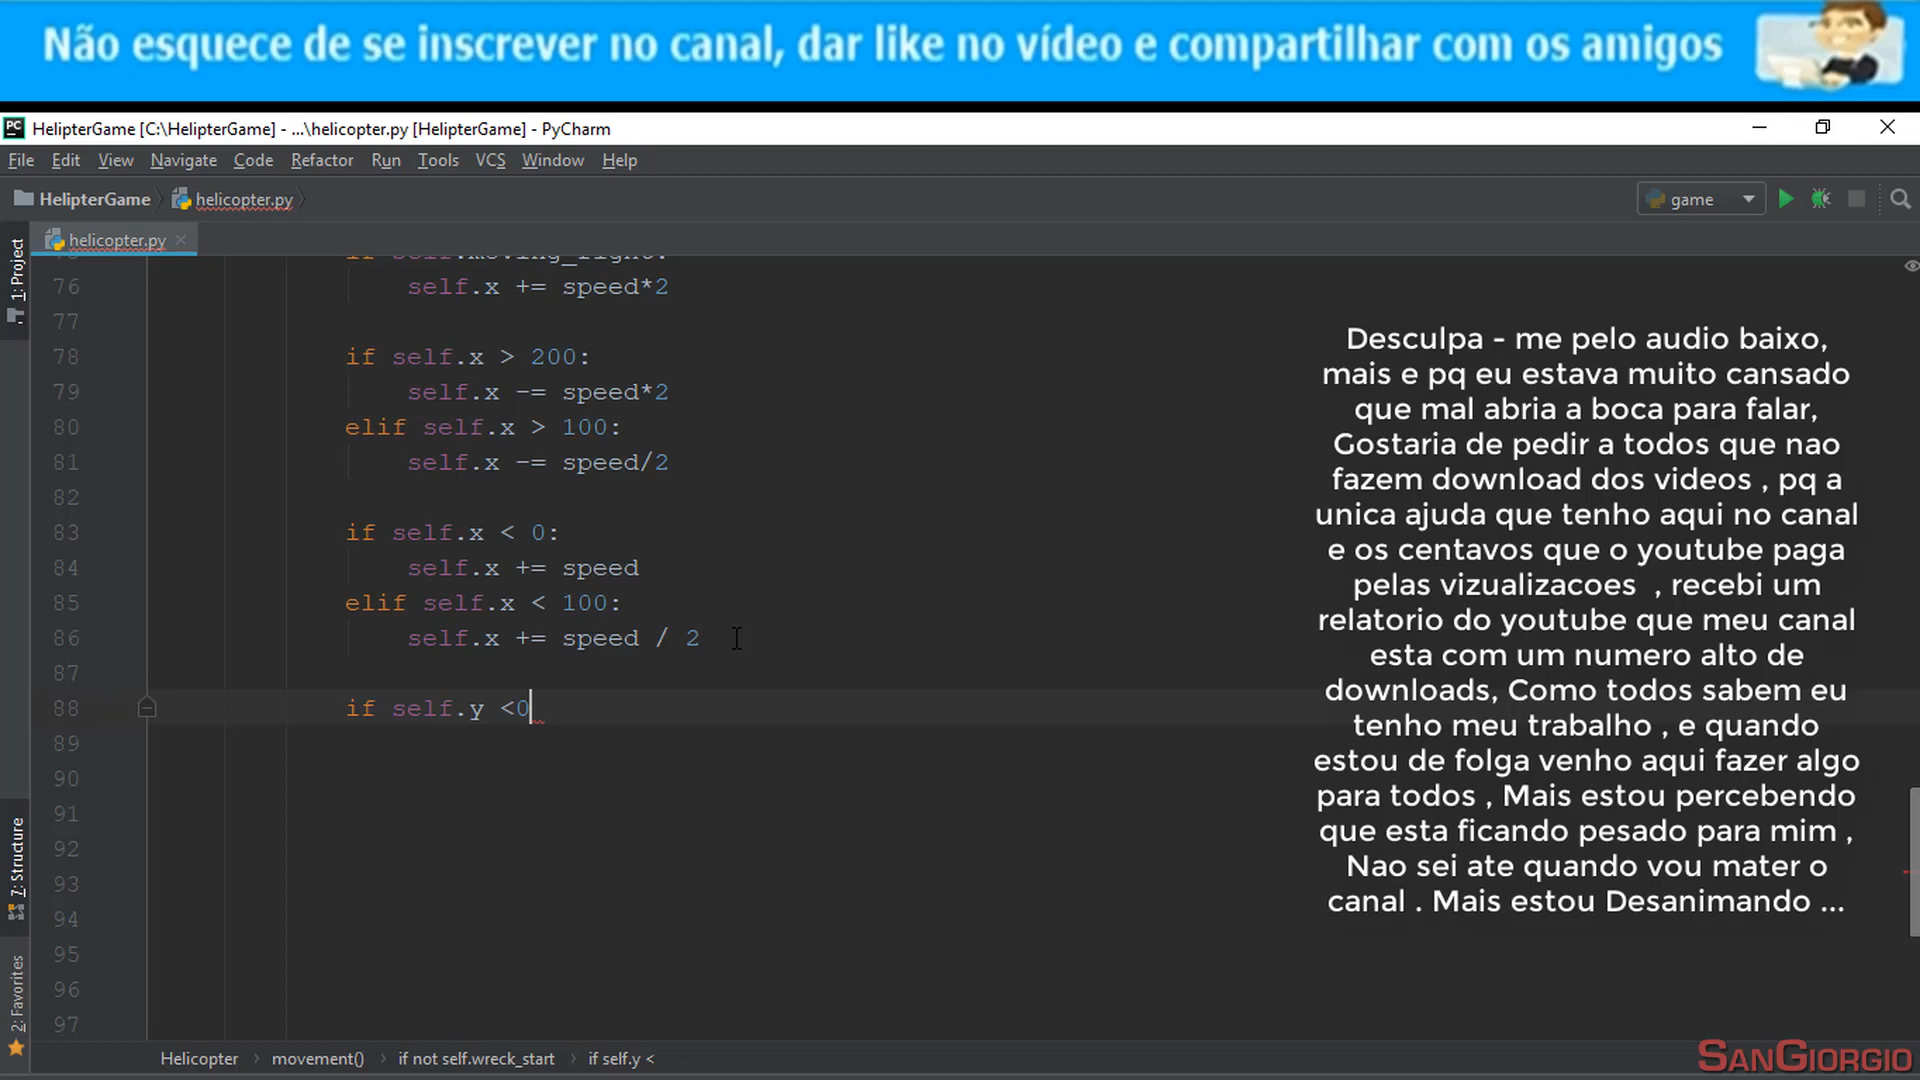 Não esquece de se inscrever no canal, dar like no vídeo e compartilhar com os amigos
PC HelipterGame [C:\HelipterGame] - ...\helicopter.py [HelipterGame] - PyCharm
File Edit View Navigate Code Refactor Run Tools VCS Window Help
HelipterGame helicopter.py game
helicopter.py
1: Project
7: Structure
2: Favorites
76 self.x += speed*2
77
78 if self.x > 200:
79 self.x -= speed*2
80 elif self.x > 100:
81 self.x -= speed/2
82
83 if self.x < 0:
84 self.x += speed
85 elif self.x < 100:
86 self.x += speed / 2
87
88 if self.y <0
89
90
91
92
93
94
95
96
97
Desculpa - me pelo audio baixo,
mais e pq eu estava muito cansado
que mal abria a boca para falar,
Gostaria de pedir a todos que nao
fazem download dos videos , pq a
unica ajuda que tenho aqui no canal
e os centavos que o youtube paga
pelas vizualizacoes , recebi um
relatorio do youtube que meu canal
esta com um numero alto de
downloads, Como todos sabem eu
tenho meu trabalho , e quando
estou de folga venho aqui fazer algo
para todos , Mais estou percebendo
que esta ficando pesado para mim ,
Nao sei ate quando vou mater o
canal . Mais estou Desanimando ...
Helicopter movement() if not self.wreck_start if self.y <
SANGIORGIO